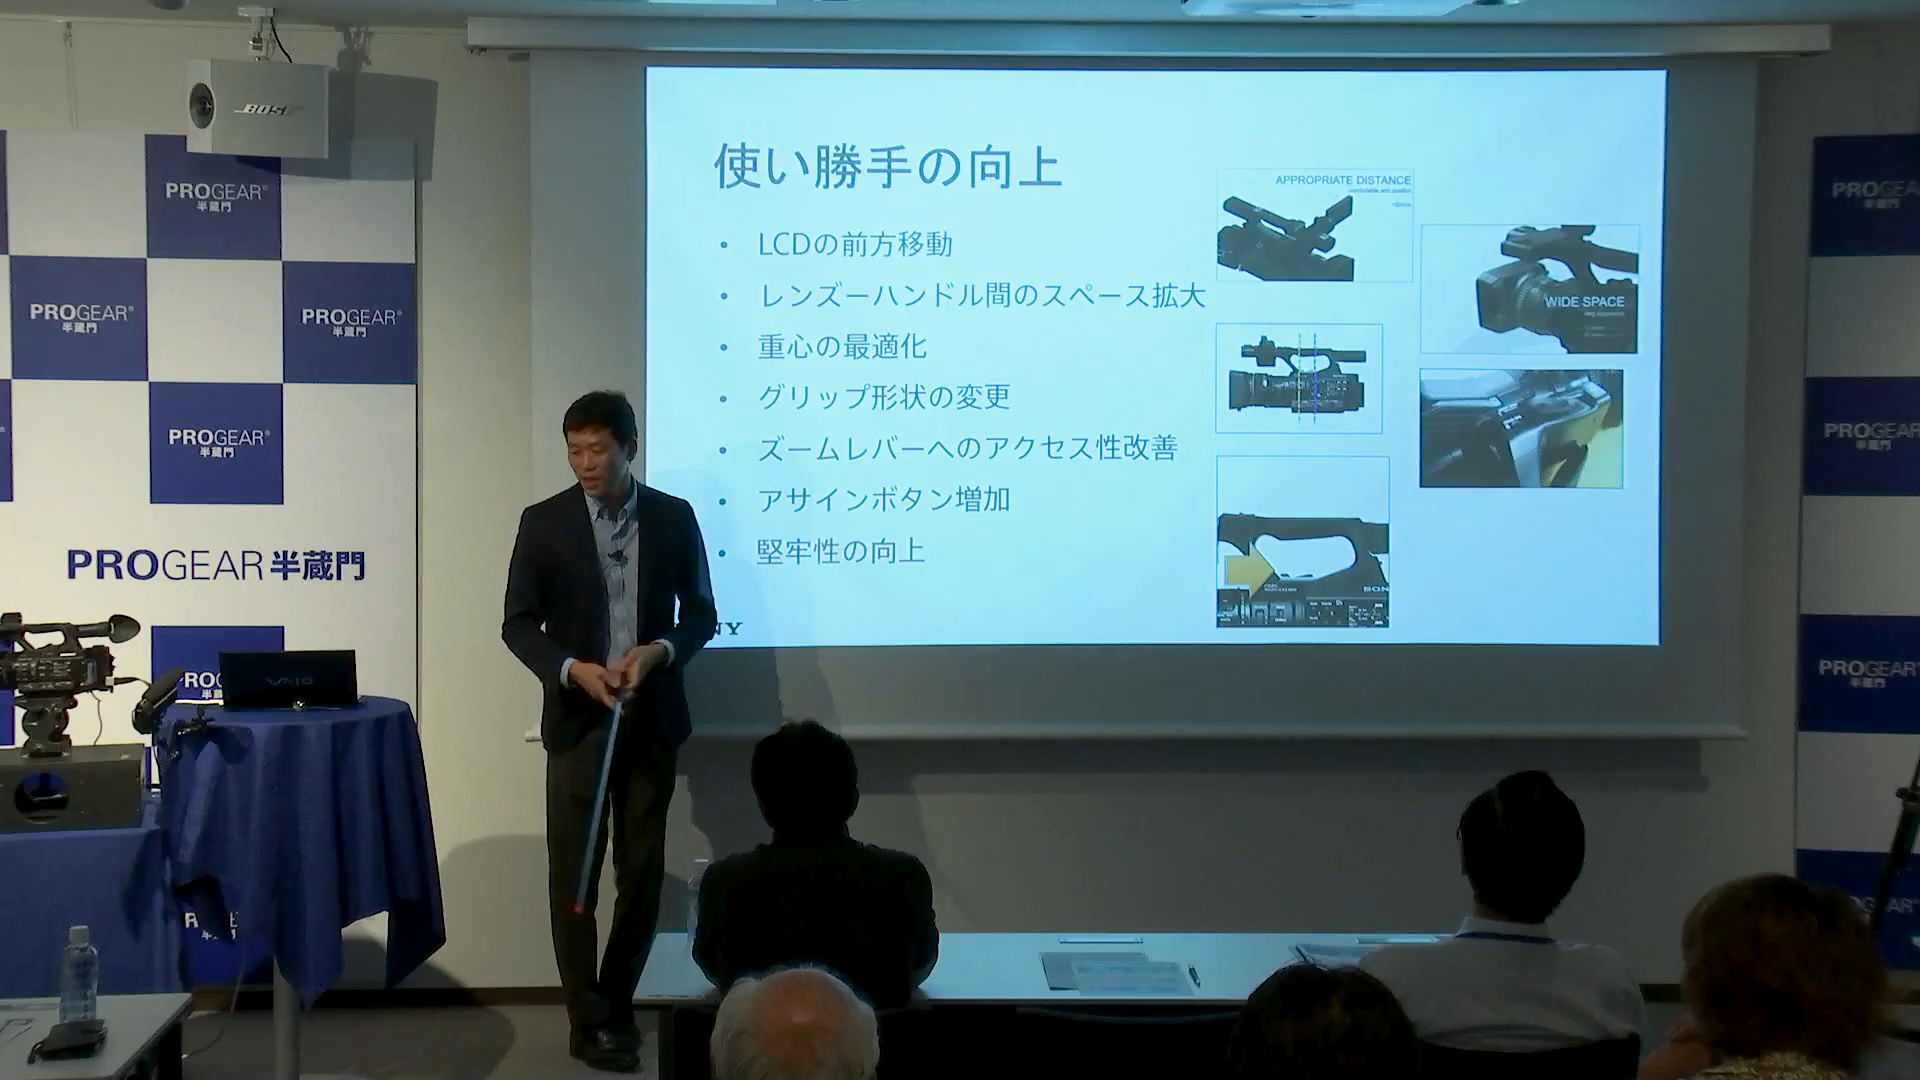 BOSE
PROGEAR®
半蔵門
PROGEAR®
半蔵門
PROGEAR®
半蔵門
PROGEAR®
半蔵門
PROGEAR半蔵門
VAIO
使い勝手の向上
• LCDの前方移動
• レンズーハンドル間のスペース拡大
• 重心の最適化
• グリップ形状の変更
• ズームレバーへのアクセス性改善
• アサインボタン増加
• 堅牢性の向上
APPROPRIATE DISTANCE
WIDE SPACE
SON
NY
PROGEA
半蔵門
PROGEAR
半蔵門
PROGEAR®
半蔵門